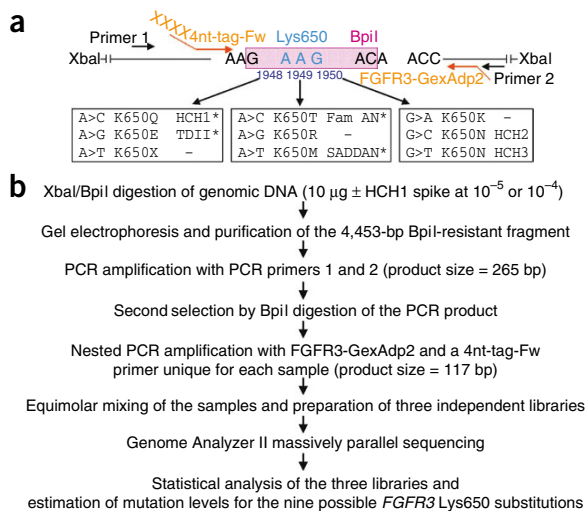 a
XXXX4nt-tag-Fw
Lys650
BpiI
Primer 1
XbaI
AAG AAG ACA
ACC
XbaI
1948 1949 1950
FGFR3-GexAdp2
Primer 2
A>C K650Q HCH1*
A>G K650E TDII*
A>T K650X –
A>C K650T Fam AN*
A>G K650R –
A>T K650M SADDAN*
G>A K650K –
G>C K650N HCH2
G>T K650N HCH3
b
XbaI/BpiI digestion of genomic DNA (10 µg ± HCH1 spike at 10⁻⁵ or 10⁻⁴)
Gel electrophoresis and purification of the 4,453-bp BpiI-resistant fragment
PCR amplification with PCR primers 1 and 2 (product size = 265 bp)
Second selection by BpiI digestion of the PCR product
Nested PCR amplification with FGFR3-GexAdp2 and a 4nt-tag-Fw
primer unique for each sample (product size = 117 bp)
Equimolar mixing of the samples and preparation of three independent libraries
Genome Analyzer II massively parallel sequencing
Statistical analysis of the three libraries and
estimation of mutation levels for the nine possible FGFR3 Lys650 substitutions